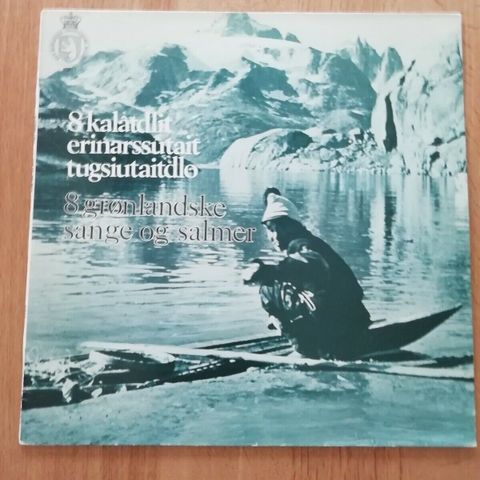 8 kalâtdlit
erinarssutait
tugsiutaitdlo
8 grønlandske
sange og salmer